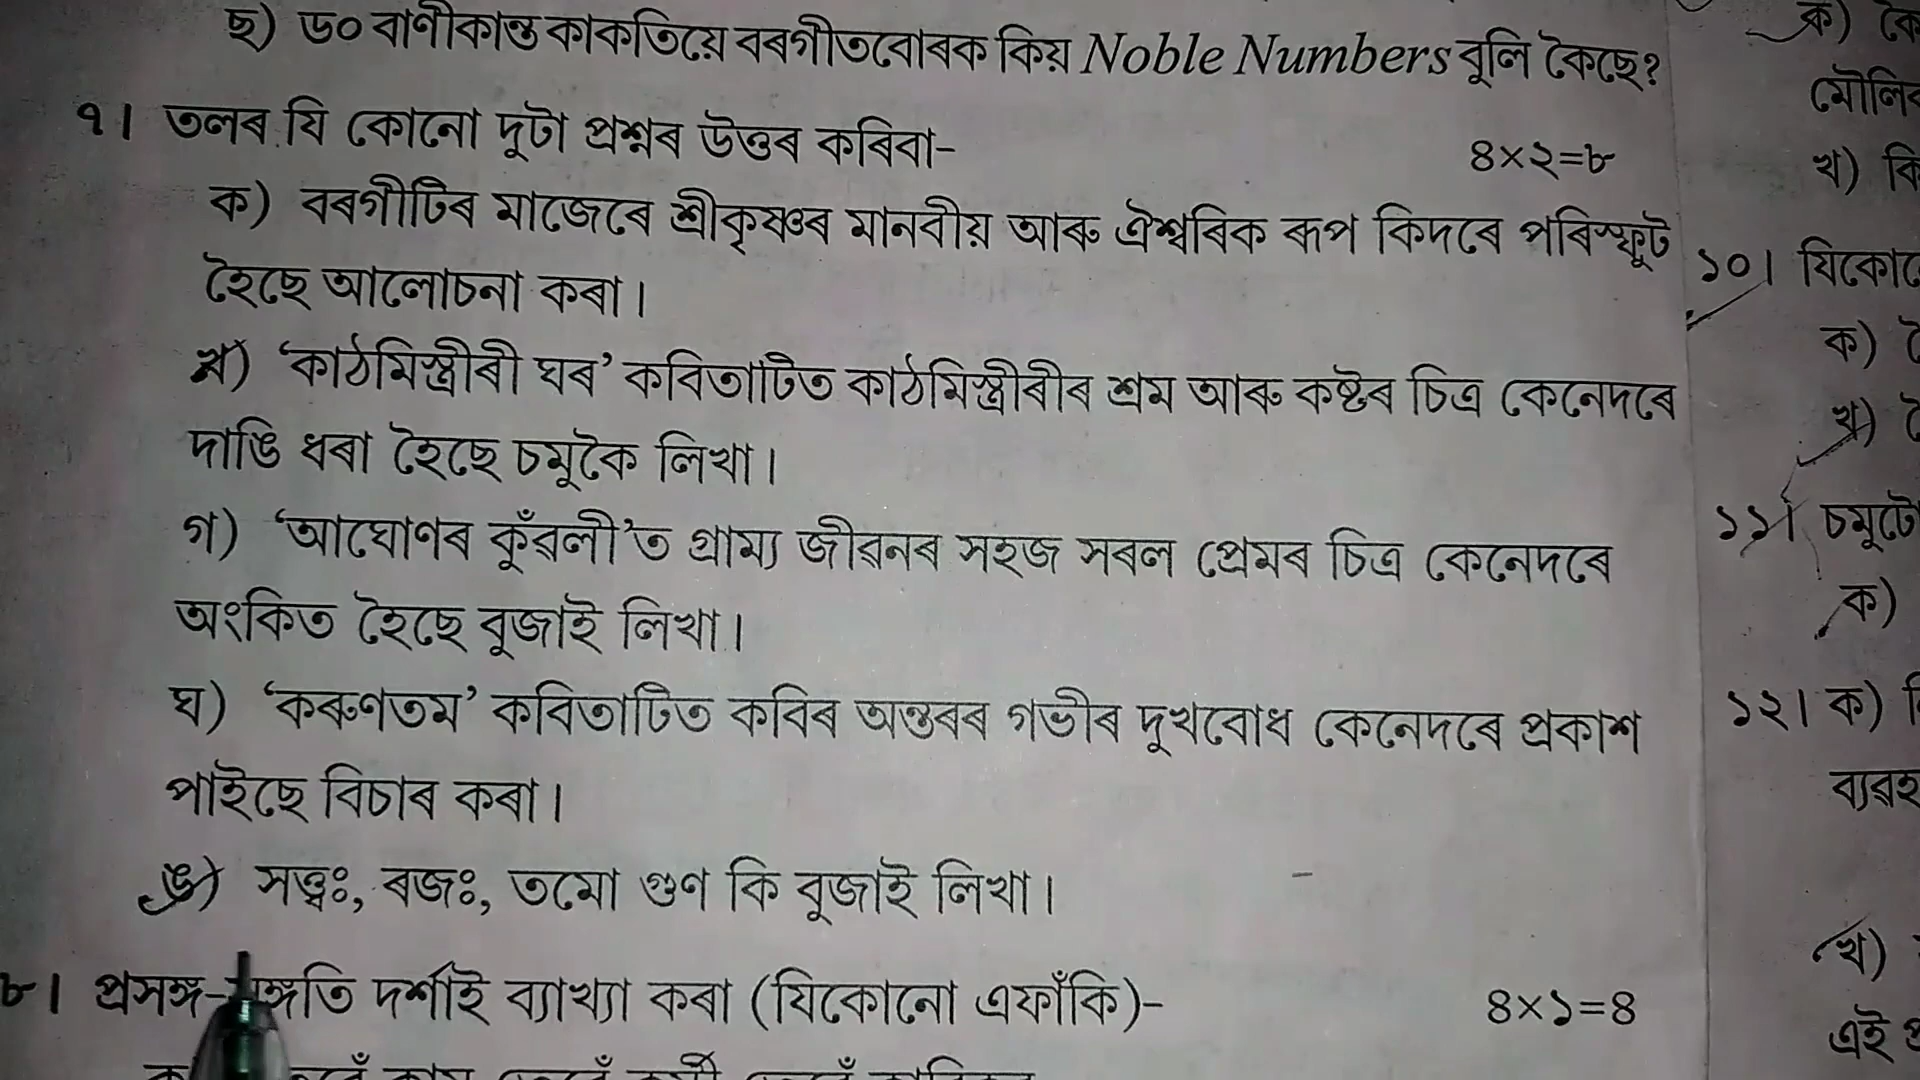 ছ) ড০ বাণীকান্ত কাকতিয়ে বৰগীতবোৰক কিয় Noble Numbers বুলি কৈছে?
৭। তলৰ যি কোনো দুটা প্ৰশ্নৰ উত্তৰ কৰিবা- ৪×২=৮
ক) বৰগীটিৰ মাজেৰে শ্ৰীকৃষ্ণৰ মানবীয় আৰু ঐশ্বৰিক ৰূপ কিদৰে পৰিস্ফূট
হৈছে আলোচনা কৰা।
খ) ‘কাঠমিস্ত্ৰীৰী ঘৰ’ কবিতাটিত কাঠমিস্ত্ৰীৰীৰ শ্ৰম আৰু কষ্টৰ চিত্ৰ কেনেদৰে
দাঙি ধৰা হৈছে চমূকৈ লিখা।
গ) ‘আঘোণৰ কুঁৱলী’ত গ্ৰাম্য জীৱনৰ সহজ সৰল প্ৰেমৰ চিত্ৰ কেনেদৰে
অংকিত হৈছে বুজাই লিখা।
ঘ) ‘কৰুণতম’ কবিতাটিত কবিৰ অন্তৰৰ গভীৰ দুখবোধ কেনেদৰে প্ৰকাশ
পাইছে বিচাৰ কৰা।
ঙ) সত্ত্বঃ, ৰজঃ, তমো গুণ কি বুজাই লিখা।
৮। প্ৰসঙ্গ-সঙ্গতি দৰ্শাই ব্যাখ্যা কৰা (যিকোনো এফাঁকি)- ৪×১=৪
ক)
খ)
১০।
ক)
খ)
১১।
ক)
১২। ক)
খ)
এই